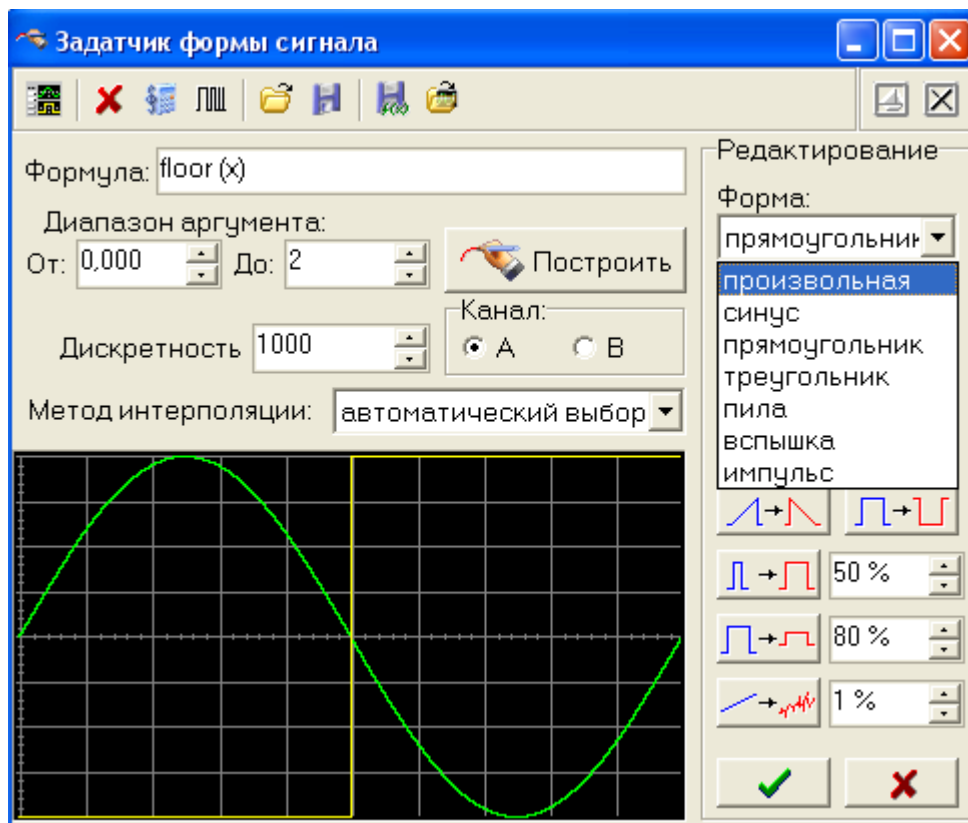 Задатчик формы сигнала
Формула: floor (x)
Диапазон аргумента:
От: 0,000 До: 2
Построить
Дискретность 1000
Канал:
A B
Метод интерполяции: автоматический выбор
Редактирование
Форма:
прямоугольник
произвольная
синус
прямоугольник
треугольник
пила
вспышка
импульс
50 %
80 %
1 %